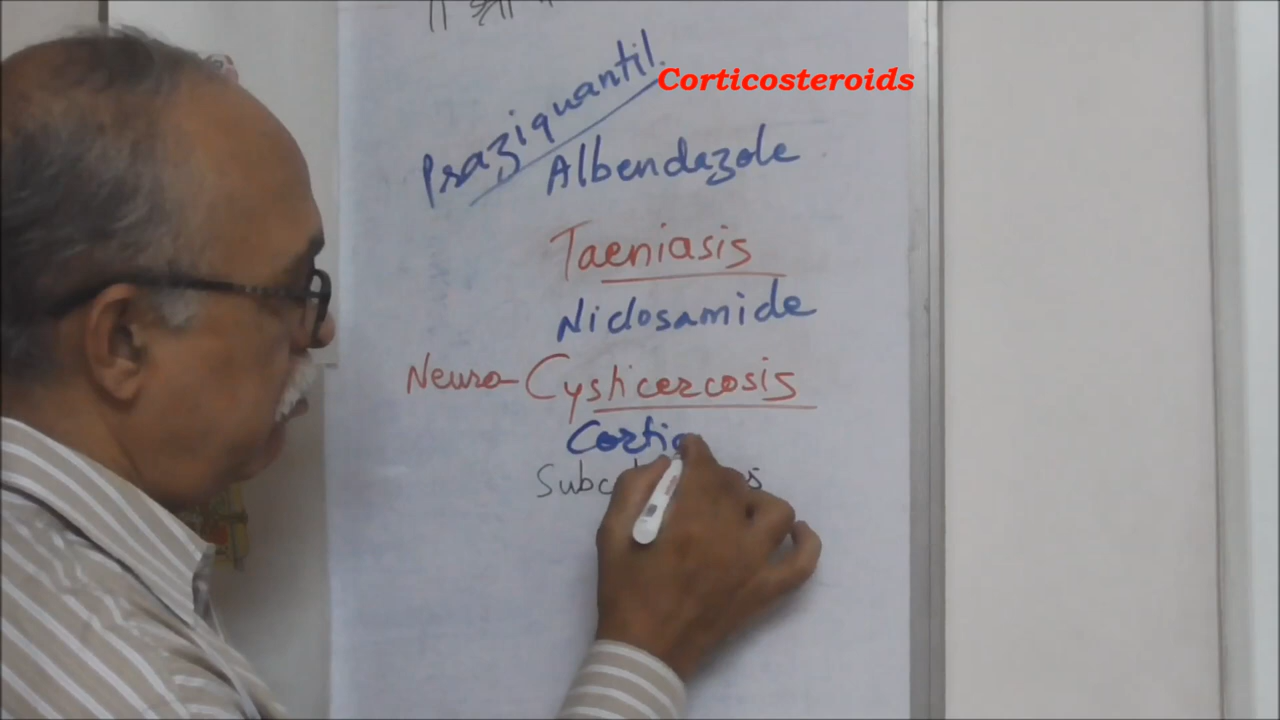 Praziquantil.
Corticosteroids
Albendazole
Taeniasis
Niclosamide
Neuro-Cysticercosis